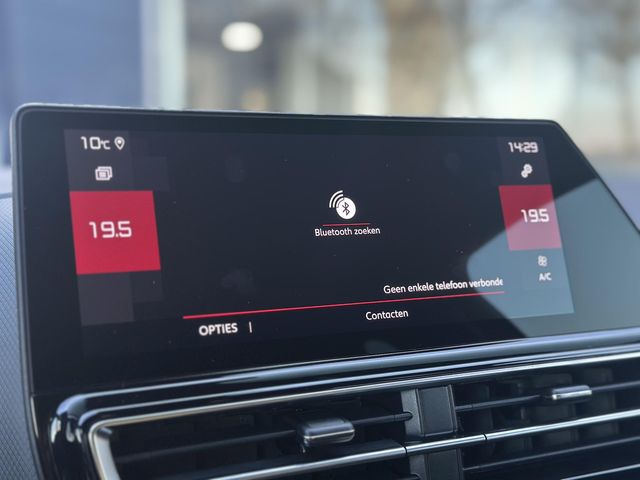 10°C
14:29
19.5
19.5
Bluetooth zoeken
A/C
Geen enkele telefoon verbonde
OPTIES |
Contacten